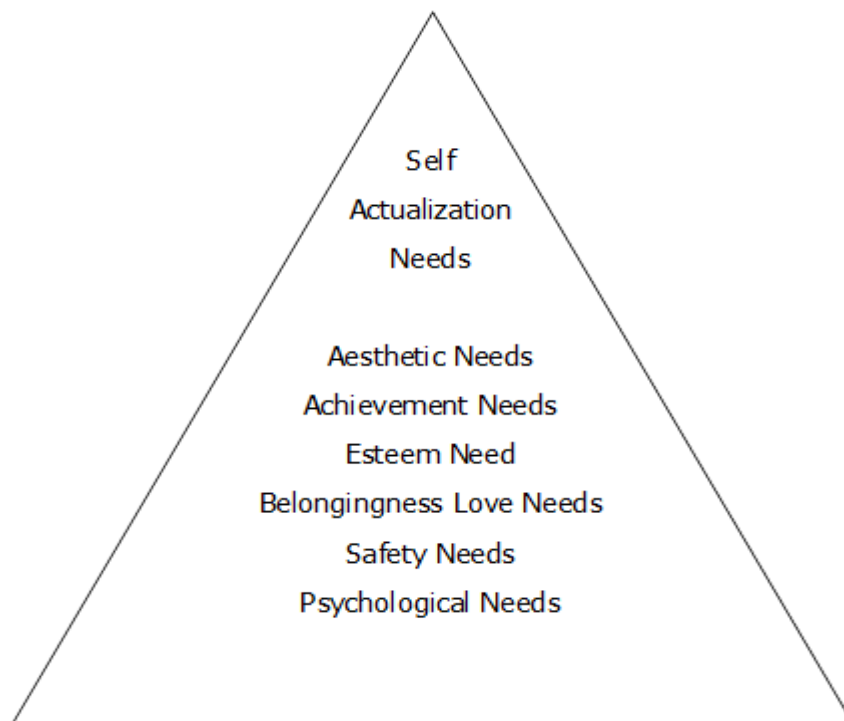 Self
Actualization
Needs
Aesthetic Needs
Achievement Needs
Esteem Need
Belongingness Love Needs
Safety Needs
Psychological Needs